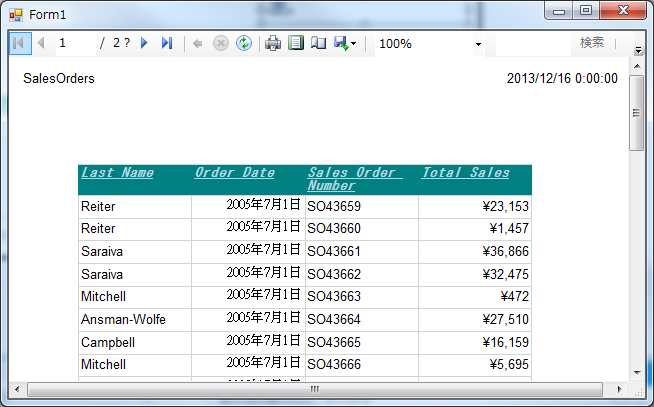 Form1
1 / 2 ? 100% 検索
SalesOrders 2013/12/16 0:00:00
Last Name Order Date Sales Order Total Sales
Number
Reiter 2005年7月1日 SO43659 ¥23,153
Reiter 2005年7月1日 SO43660 ¥1,457
Saraiva 2005年7月1日 SO43661 ¥36,866
Saraiva 2005年7月1日 SO43662 ¥32,475
Mitchell 2005年7月1日 SO43663 ¥472
Ansman-Wolfe 2005年7月1日 SO43664 ¥27,510
Campbell 2005年7月1日 SO43665 ¥16,159
Mitchell 2005年7月1日 SO43666 ¥5,695